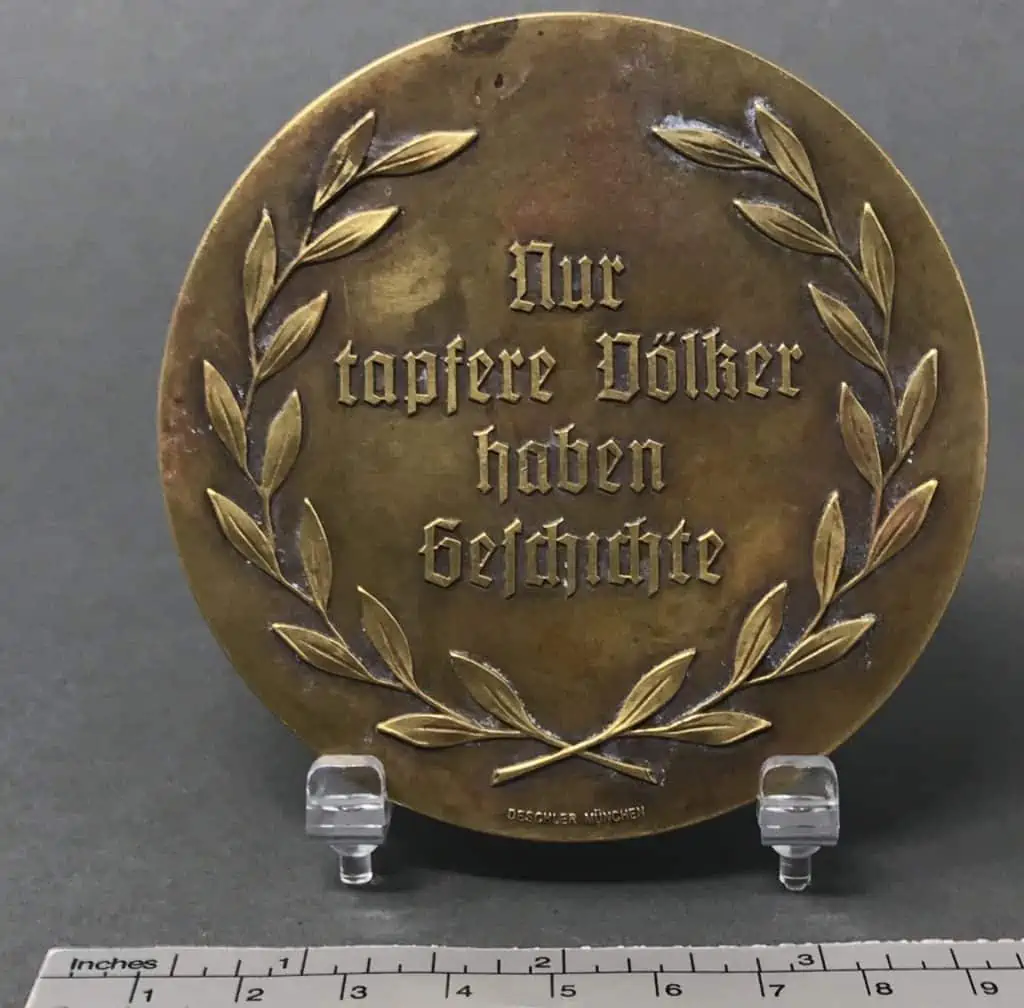 Nur
tapfere Völker
haben
Geschichte
DESCHLER MÜNCHEN
Inches 1 2 3
1 2 3 4 5 6 7 8 9